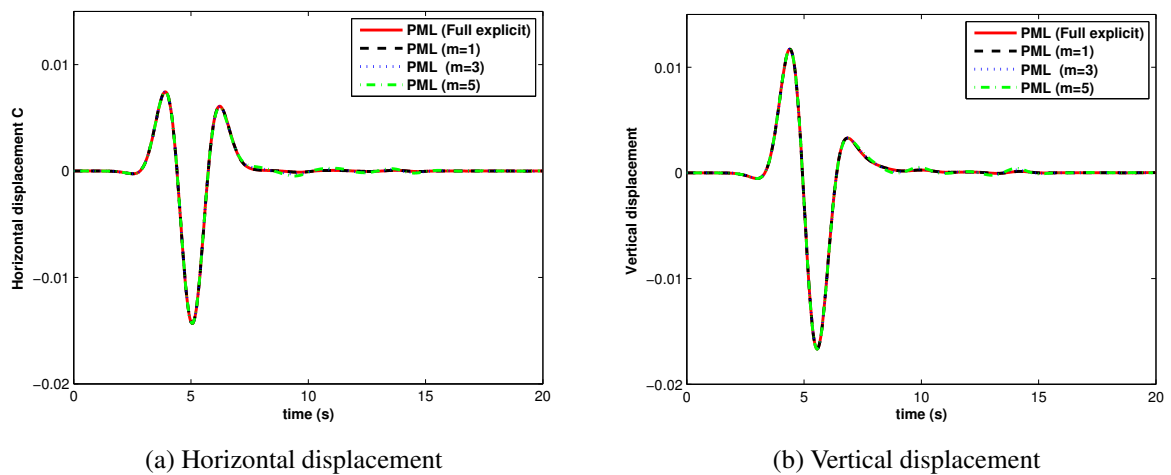 PML (Full explicit)
PML (m=1)
PML (m=3)
PML (m=5)
0.01
0
−0.01
−0.02
0
5
10
15
20
time (s)
Horizontal displacement C
(a) Horizontal displacement
PML (Full explicit)
PML (m=1)
PML (m=3)
PML (m=5)
0.01
0
−0.01
−0.02
0
5
10
15
20
time (s)
Vertical displacement
(b) Vertical displacement